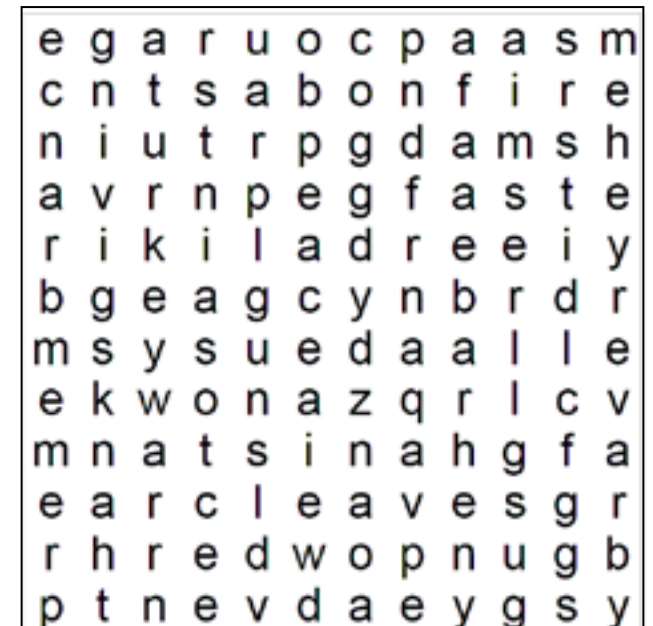 e g a r u o c p a a s m
c n t s a b o n f i r e
n i u t r p g d a m s h
a v r n p e g f a s t e
r i k i l a d r e e i y
b g e a g c y n b r d r
m s y s u e d a a l l e
e k w o n a z q r l c v
m n a t s i n a h g f a
e a r c l e a v e s g r
r h r e d w o p n u g b
p t n e v d a e y g s y